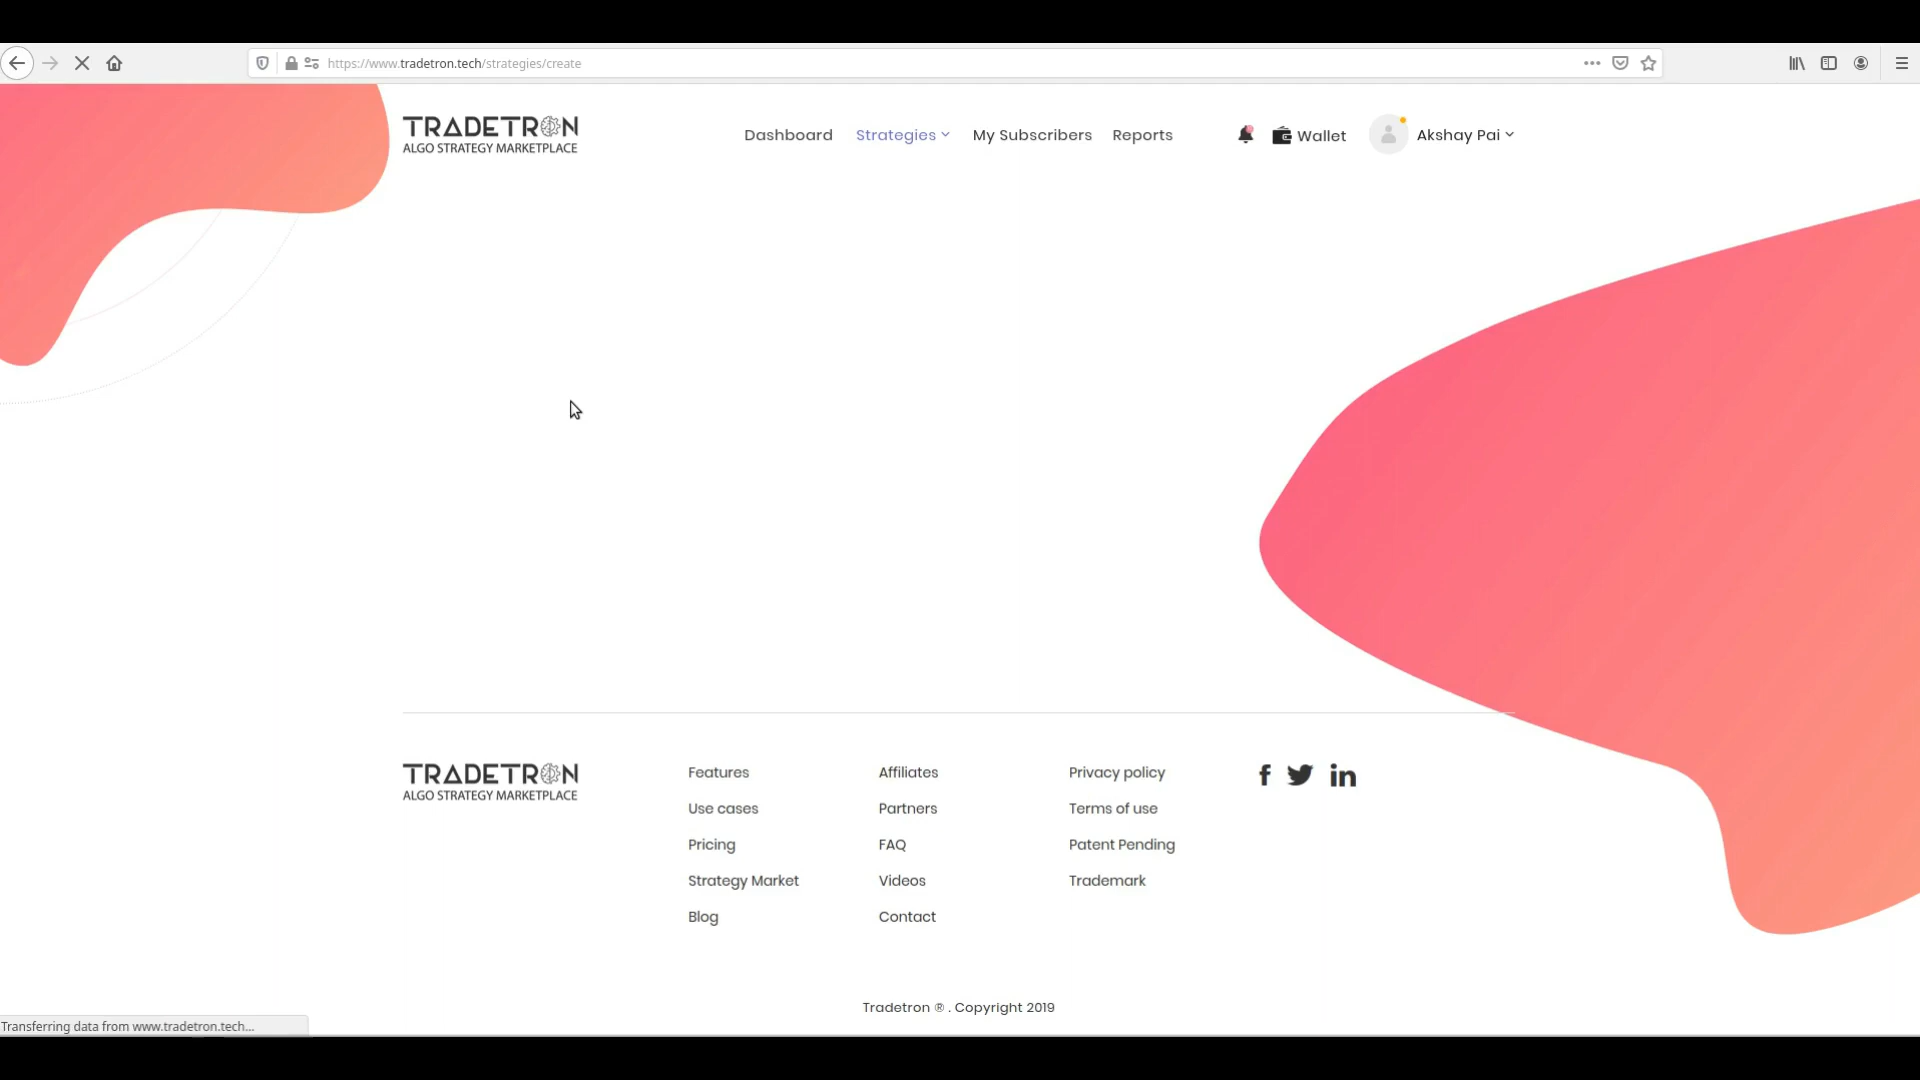 https://www.tradetron.tech/strategies/create
TRADETRON
ALGO STRATEGY MARKETPLACE
Dashboard Strategies My Subscribers Reports Wallet Akshay Pai
TRADETRON
ALGO STRATEGY MARKETPLACE
Features Affiliates Privacy policy
Use cases Partners Terms of use
Pricing FAQ Patent Pending
Strategy Market Videos Trademark
Blog Contact
Tradetron ® . Copyright 2019
Transferring data from www.tradetron.tech...